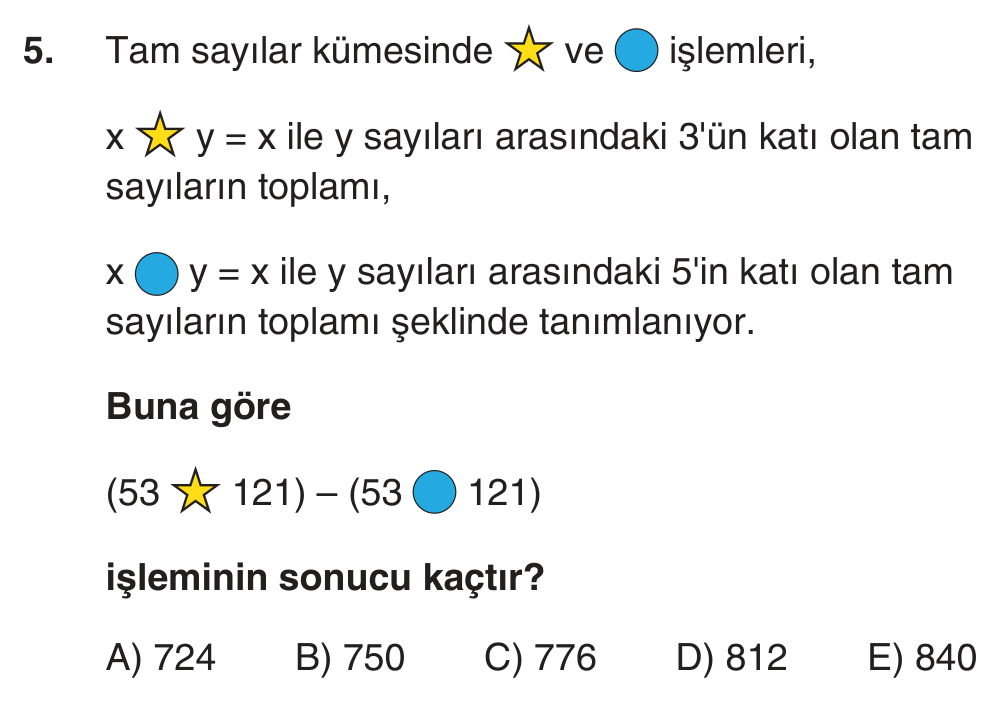 5. Tam sayılar kümesinde ve işlemleri,
x y = x ile y sayıları arasındaki 3'ün katı olan tam
sayıların toplamı,
x y = x ile y sayıları arasındaki 5'in katı olan tam
sayıların toplamı şeklinde tanımlanıyor.
Buna göre
(53 121) – (53 121)
işleminin sonucu kaçtır?
A) 724 B) 750 C) 776 D) 812 E) 840